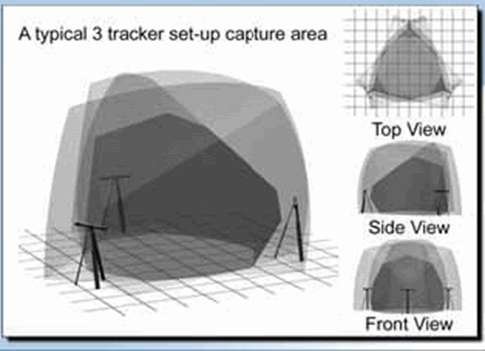 A typical 3 tracker set-up capture area
Top View
Side View
Front View